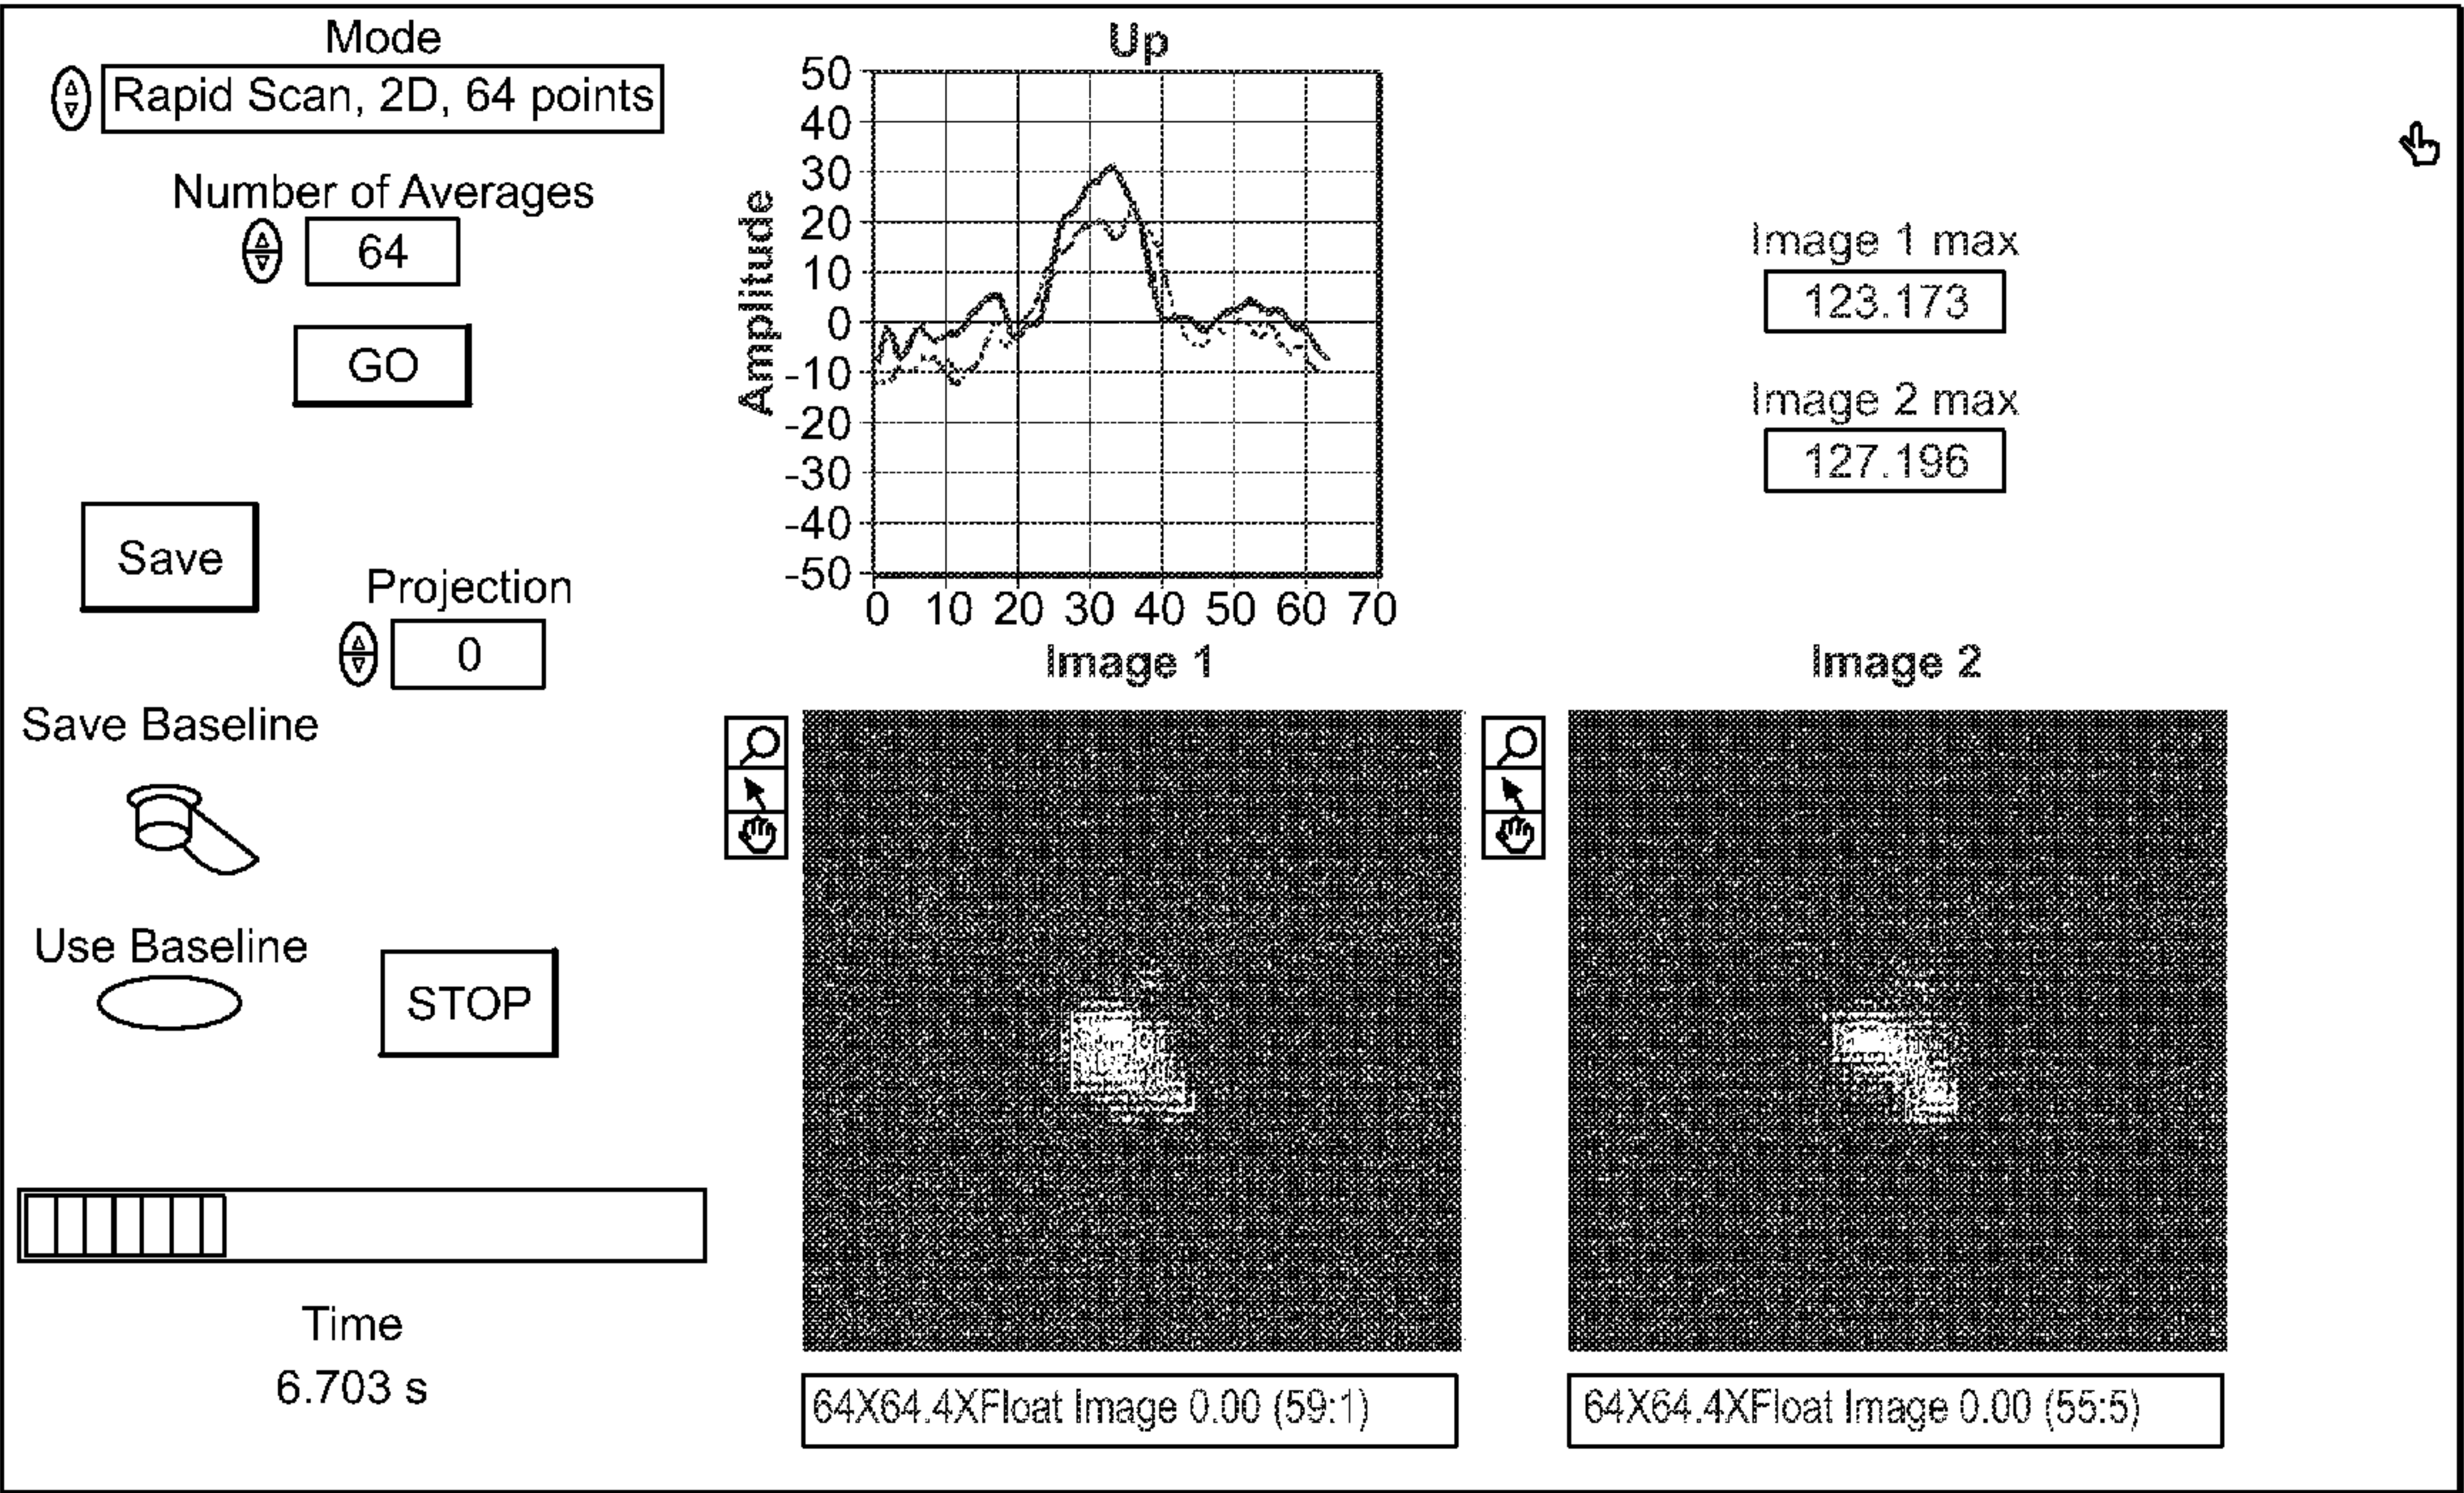 Mode
Rapid Scan, 2D, 64 points
Number of Averages
64
GO
Save
Projection
0
Save Baseline
Use Baseline
STOP
Time
6.703 s
Up
Amplitude
50
40
30
20
10
0
-10
-20
-30
-40
-50
0 10 20 30 40 50 60 70
Image 1 max
123.173
Image 2 max
127.196
Image 1
64X64.4XFloat Image 0.00 (59:1)
Image 2
64X64.4XFloat Image 0.00 (55:5)